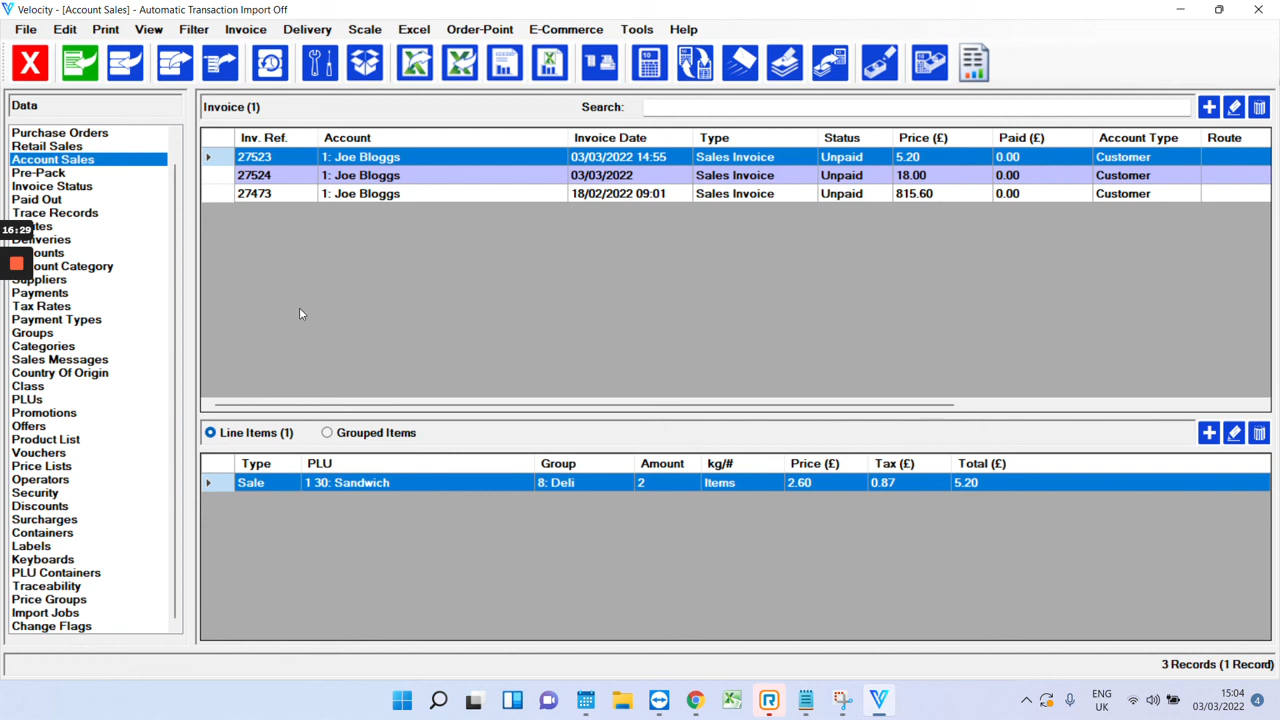 Velocity - [Account Sales] - Automatic Transaction Import Off
File Edit Print View Filter Invoice Delivery Scale Excel Order-Point E-Commerce Tools Help
Data
Purchase Orders
Retail Sales
Account Sales
Pre-Pack
Invoice Status
Paid Out
Trace Records
16:29
Deliveries
Suppliers
Payments
Tax Rates
Payment Types
Groups
Categories
Sales Messages
Country Of Origin
Class
PLUs
Promotions
Offers
Product List
Vouchers
Price Lists
Operators
Security
Discounts
Surcharges
Containers
Labels
Keyboards
PLU Containers
Traceability
Price Groups
Import Jobs
Change Flags
Invoice (1) Search:
Inv. Ref. Account Invoice Date Type Status Price (£) Paid (£) Account Type Route
27523 1: Joe Bloggs 03/03/2022 14:55 Sales Invoice Unpaid 5.20 0.00 Customer
27524 1: Joe Bloggs 03/03/2022 Sales Invoice Unpaid 18.00 0.00 Customer
27473 1: Joe Bloggs 18/02/2022 09:01 Sales Invoice Unpaid 815.60 0.00 Customer
Line Items (1) Grouped Items
Type PLU Group Amount kg/# Price (£) Tax (£) Total (£)
Sale 1 30: Sandwich 8: Deli 2 Items 2.60 0.87 5.20
3 Records (1 Record)
ENG
UK
15:04
03/03/2022
4